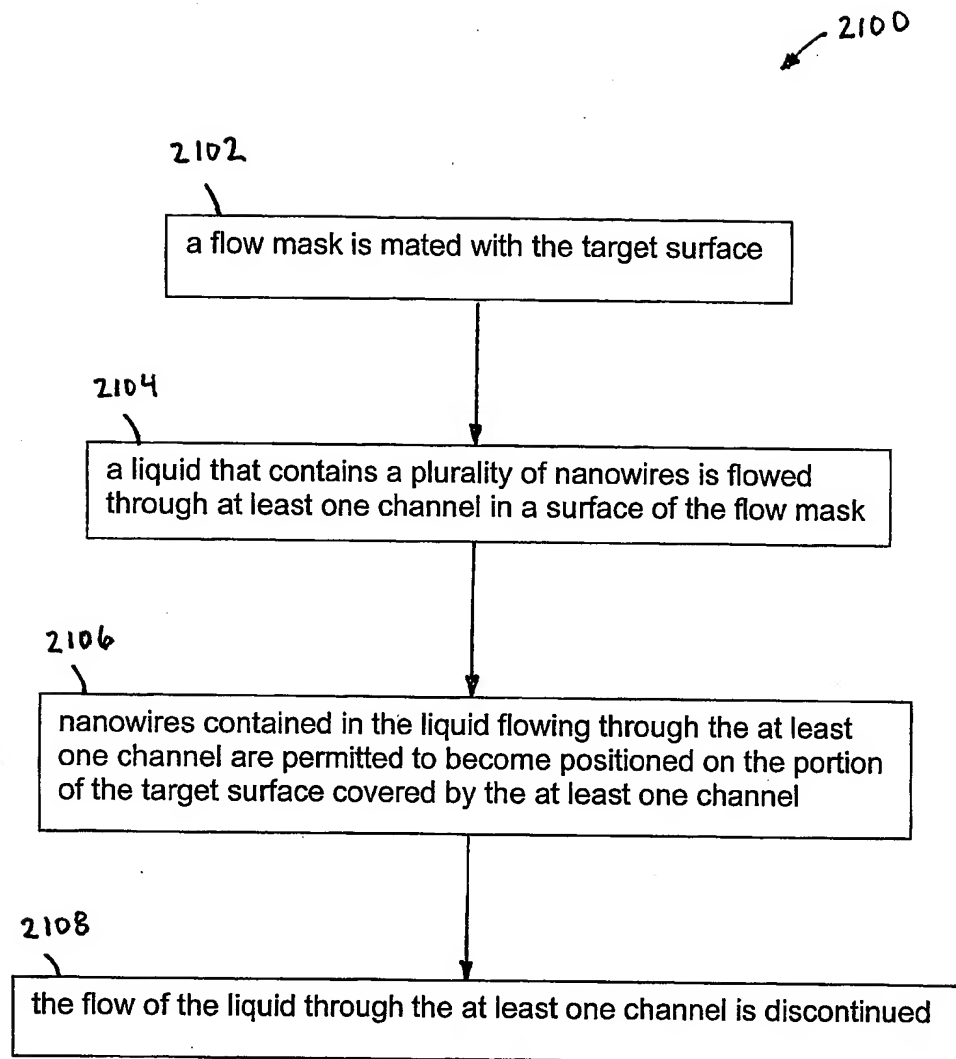 2100
2102
a flow mask is mated with the target surface
2104
a liquid that contains a plurality of nanowires is flowed
through at least one channel in a surface of the flow mask
2106
nanowires contained in the liquid flowing through the at least
one channel are permitted to become positioned on the portion
of the target surface covered by the at least one channel
2108
the flow of the liquid through the at least one channel is discontinued